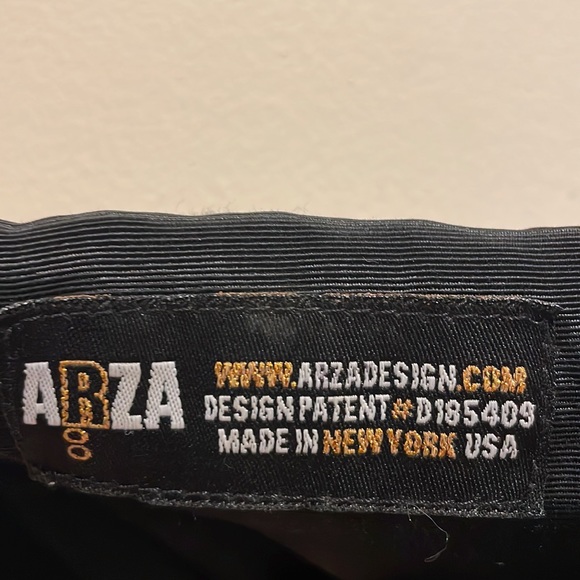 ARZA
WWW.ARZADESIGN.COM
DESIGN PATENT #D185409
MADE IN NEW YORK USA